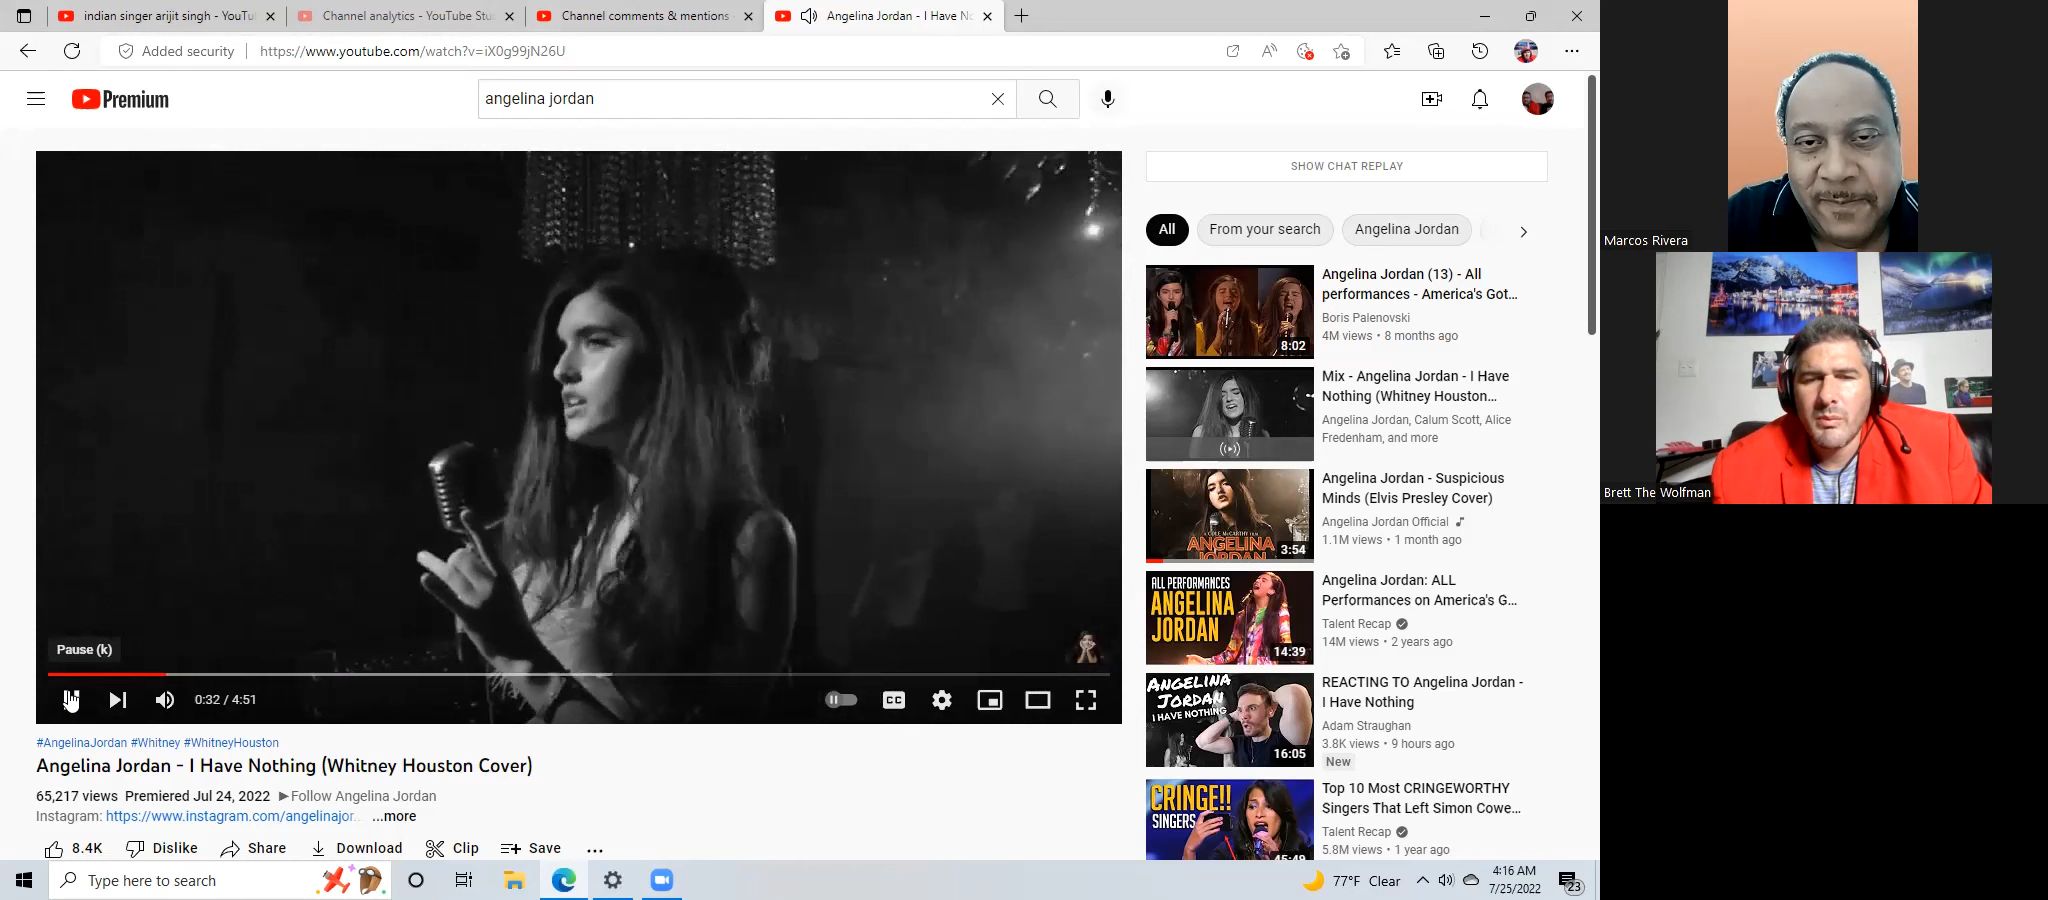 indian singer arijit singh - YouTu
Channel analytics - YouTube Stu
Channel comments & mentions -
Angelina Jordan - I Have No
Added security
https://www.youtube.com/watch?v=iX0g99jN26U
Premium
angelina jordan
SHOW CHAT REPLAY
All
From your search
Angelina Jordan
Angelina Jordan (13) - All
performances - America's Got...
Boris Palenovski
4M views • 8 months ago
8:02
Mix - Angelina Jordan - I Have
Nothing (Whitney Houston...
Angelina Jordan, Calum Scott, Alice
Fredenham, and more
Angelina Jordan - Suspicious
Minds (Elvis Presley Cover)
Angelina Jordan Official
1.1M views • 1 month ago
ANGELINA
JORDAN
3:54
ALL PERFORMANCES
ANGELINA
JORDAN
14:39
Angelina Jordan: ALL
Performances on America's G...
Talent Recap
14M views • 2 years ago
ANGELINA
JORDAN
I HAVE NOTHING
16:05
REACTING TO Angelina Jordan -
I Have Nothing
Adam Straughan
3.8K views • 9 hours ago
New
CRINGE!!
SINGERS
45:49
Top 10 Most CRINGEWORTHY
Singers That Left Simon Cowe...
Talent Recap
5.8M views • 1 year ago
Pause (k)
0:32 / 4:51
CC
#AngelinaJordan #Whitney #WhitneyHouston
Angelina Jordan - I Have Nothing (Whitney Houston Cover)
65,217 views Premiered Jul 24, 2022 ►Follow Angelina Jordan
Instagram: https://www.instagram.com/angelinajor... ...more
8.4K Dislike Share Download Clip Save
Type here to search
77°F Clear
4:16 AM
7/25/2022
23
Marcos Rivera
Brett The Wolfman